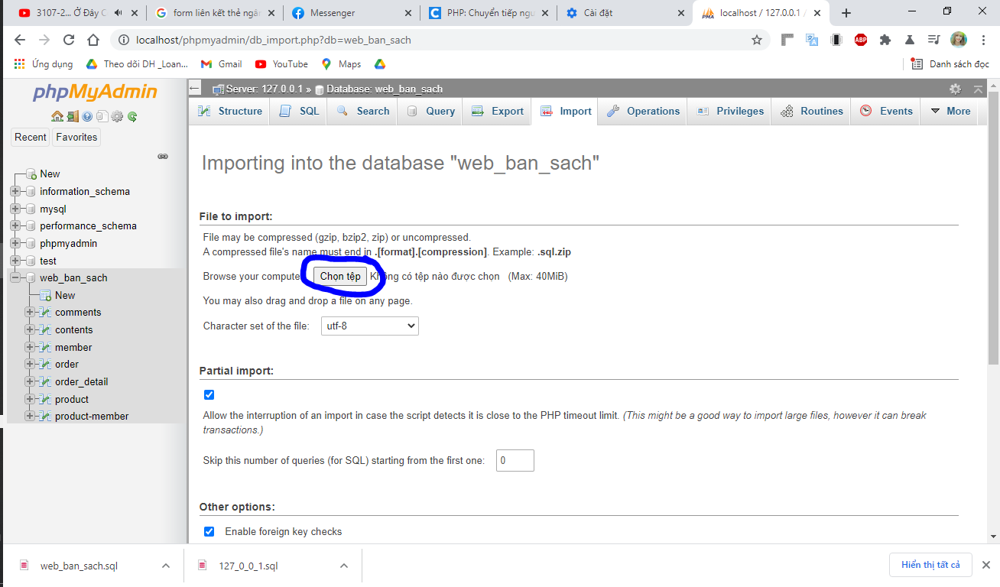 3107-2... Ở Đây C
form liên kết thẻ ngân
Messenger
PHP: Chuyển tiếp ngư
Cài đặt
localhost / 127.0.0.1 /
localhost/phpmyadmin/db_import.php?db=web_ban_sach
ABP
Ứng dụng
Theo dõi DH _Loan...
Gmail
YouTube
Maps
Danh sách đọc
phpMyAdmin
Recent
Favorites
New
information_schema
mysql
performance_schema
phpmyadmin
test
web_ban_sach
New
comments
contents
member
order
order_detail
product
product-member
Server: 127.0.0.1 » Database: web_ban_sach
Structure
SQL
Search
Query
Export
Import
Operations
Privileges
Routines
Events
More
Importing into the database "web_ban_sach"
File to import:
File may be compressed (gzip, bzip2, zip) or uncompressed.
A compressed file's name must end in .[format].[compression]. Example: .sql.zip
Browse your compute Chọn tệp Không có tệp nào được chọn (Max: 40MiB)
You may also drag and drop a file on any page.
Character set of the file: utf-8
Partial import:
Allow the interruption of an import in case the script detects it is close to the PHP timeout limit. (This might be a good way to import large files, however it can break
transactions.)
Skip this number of queries (for SQL) starting from the first one: 0
Other options:
Enable foreign key checks
web_ban_sach.sql
127_0_0_1.sql
Hiển thị tất cả